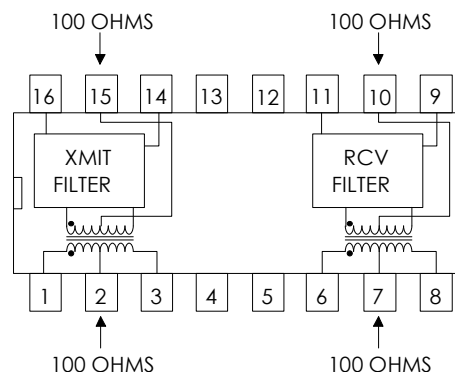 100 OHMS 100 OHMS
16 15 14 13 12 11 10 9
XMIT RCV
FILTER FILTER
1 2 3 4 5 6 7 8
100 OHMS 100 OHMS